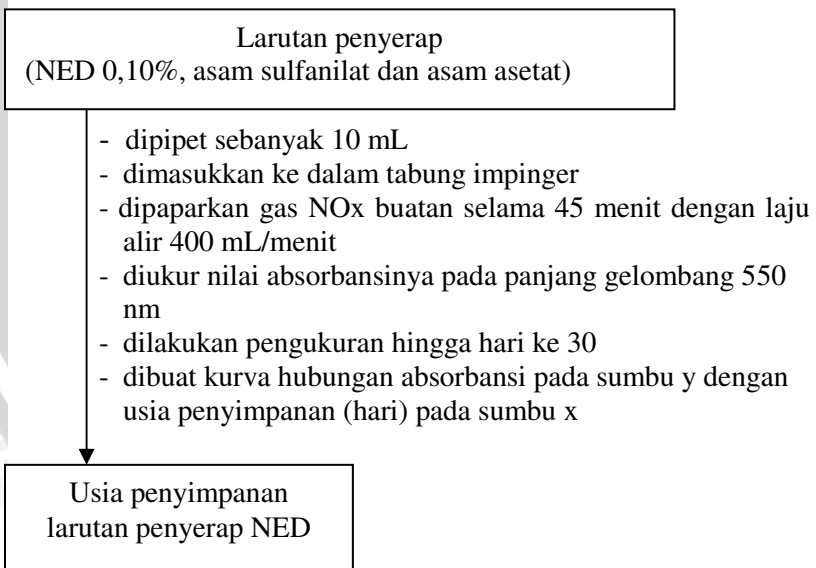 Larutan penyerap
(NED 0,10%, asam sulfanilat dan asam asetat)
- dipipet sebanyak 10 mL
- dimasukkan ke dalam tabung impinger
- dipaparkan gas NOx buatan selama 45 menit dengan laju
alir 400 mL/menit
- diukur nilai absorbansinya pada panjang gelombang 550
nm
- dilakukan pengukuran hingga hari ke 30
- dibuat kurva hubungan absorbansi pada sumbu y dengan
usia penyimpanan (hari) pada sumbu x
Usia penyimpanan
larutan penyerap NED